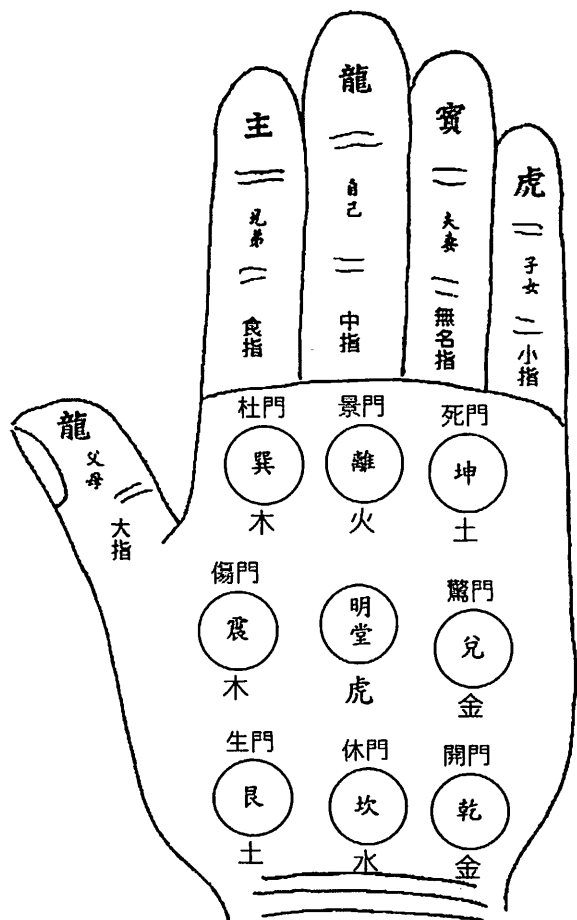 主
兄弟
食指
龍
自己
中指
賓
夫妻
無名指
虎
子女
小指
龍
父母
大指
杜門
巽
木
景門
離
火
死門
坤
土
傷門
震
木
明堂
虎
驚門
兌
金
生門
艮
土
休門
坎
水
開門
乾
金